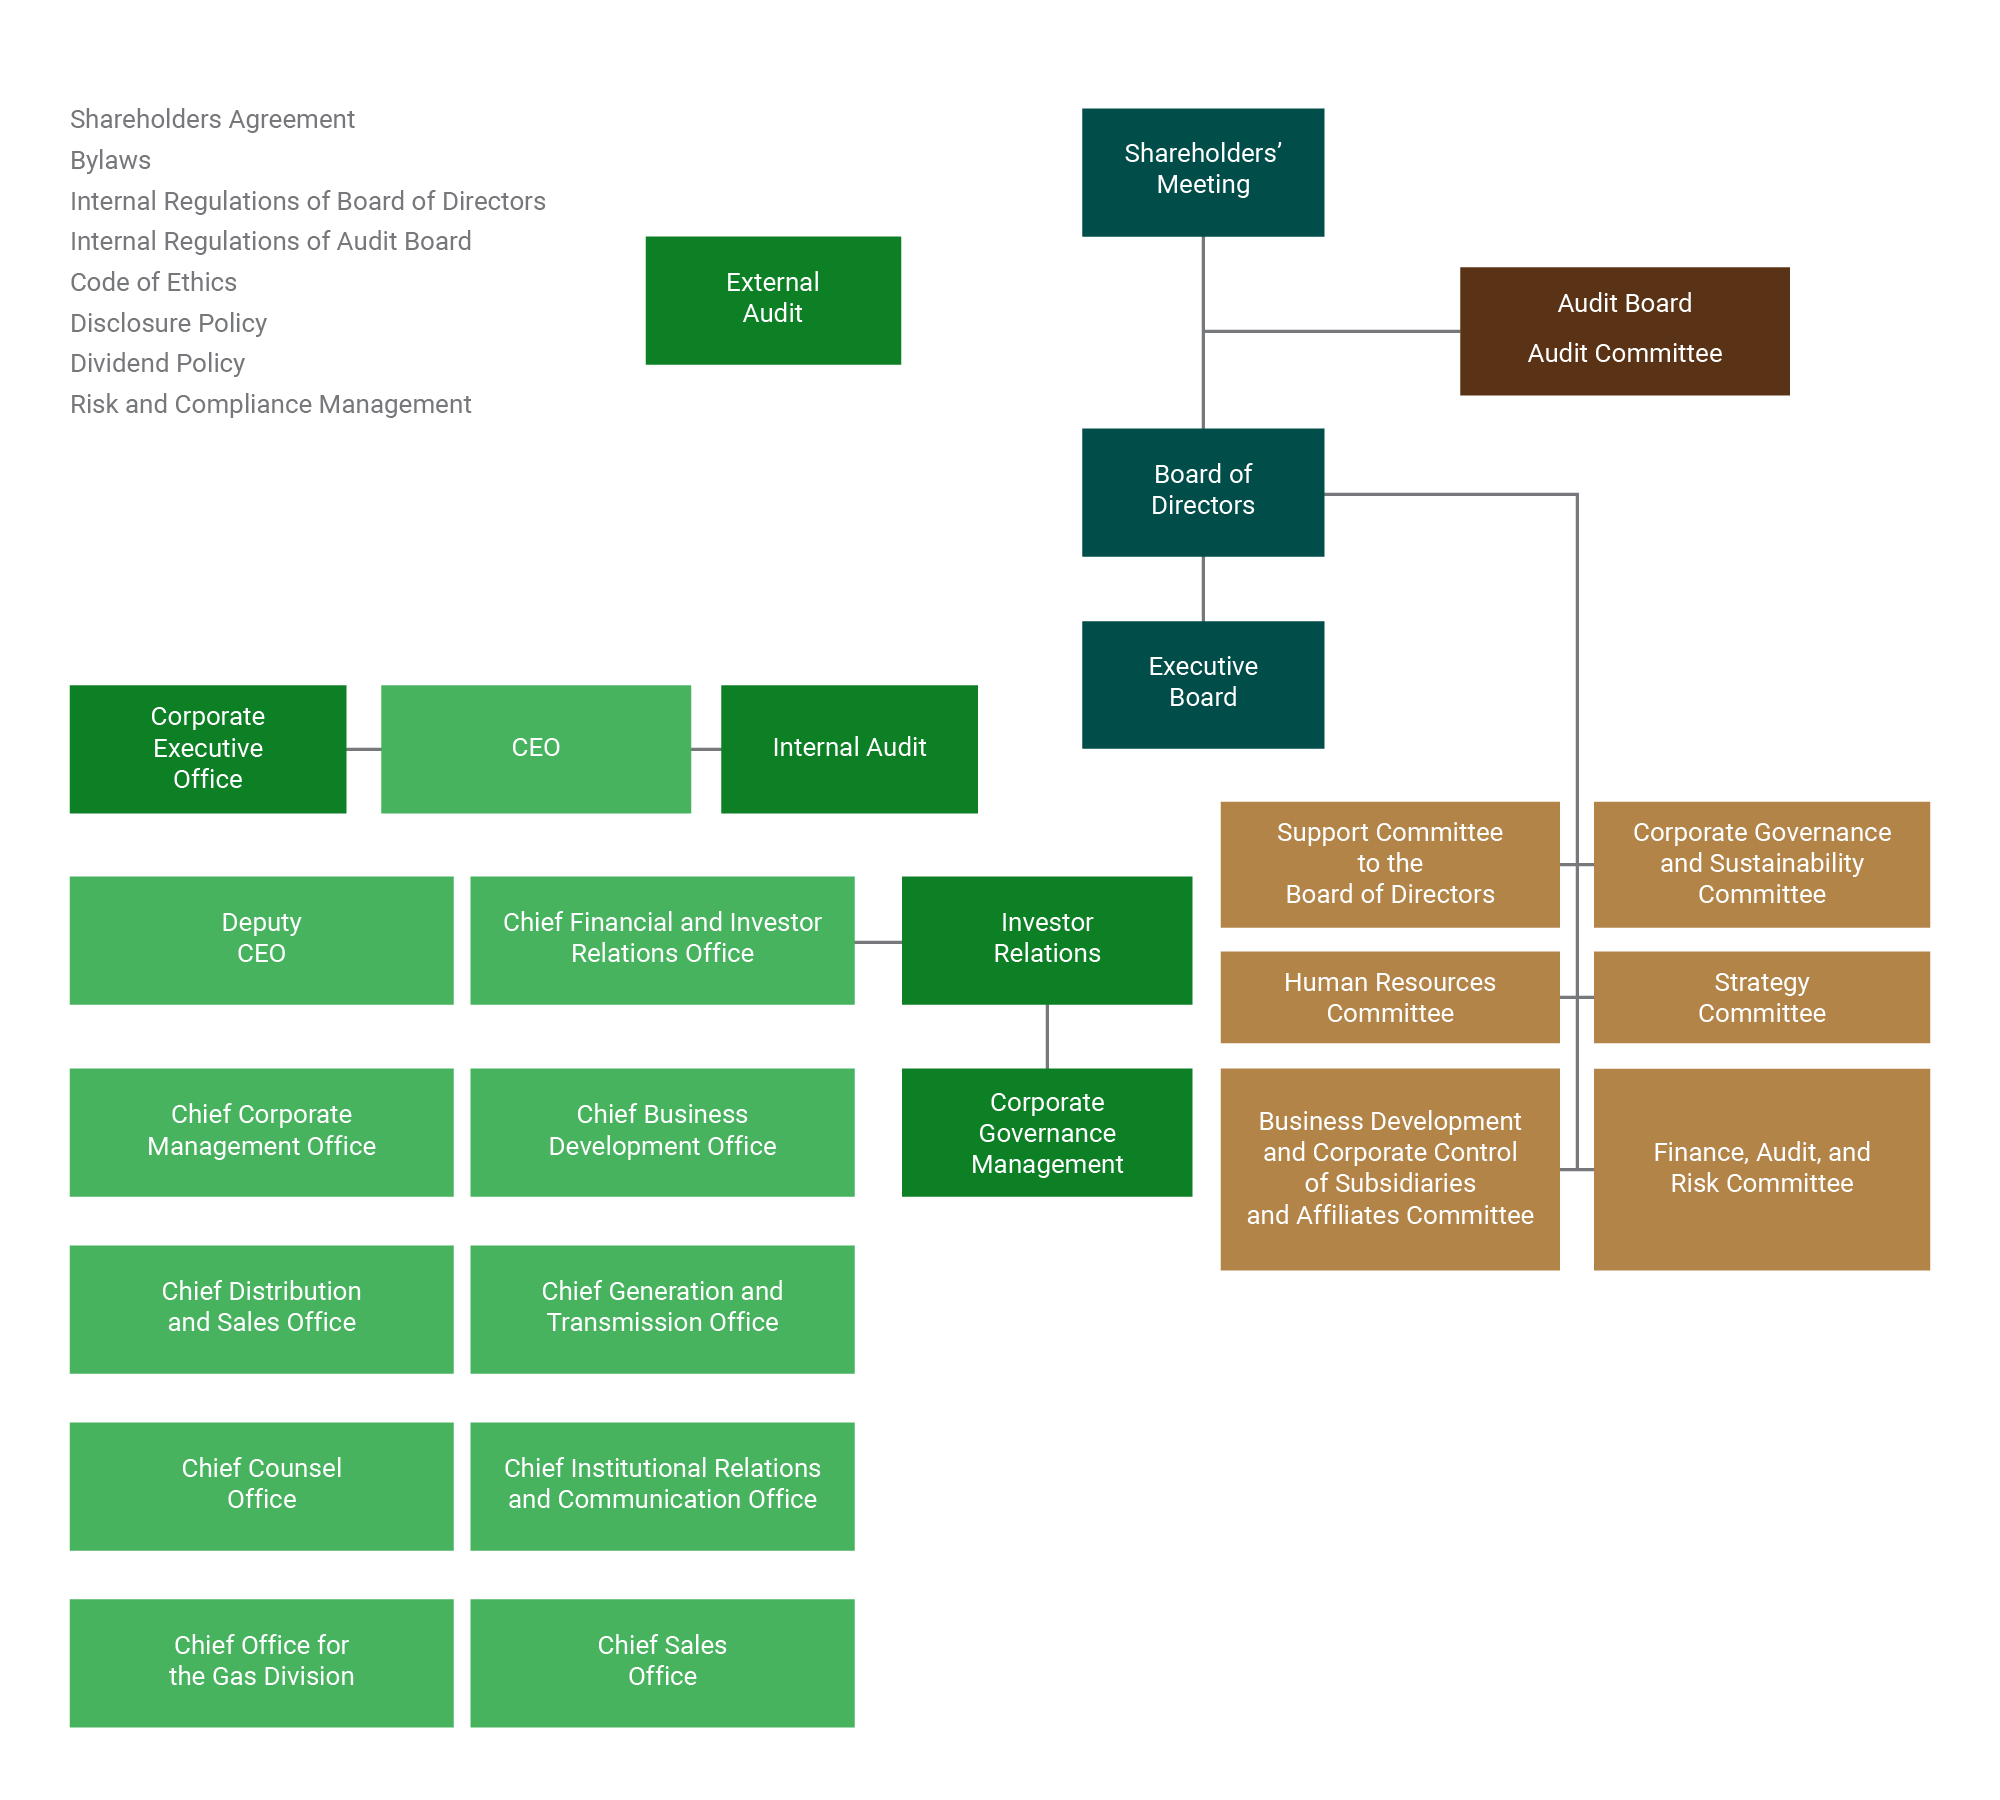 Shareholders Agreement
Bylaws
Internal Regulations of Board of Directors
Internal Regulations of Audit Board
Code of Ethics
Disclosure Policy
Dividend Policy
Risk and Compliance Management
External
Audit
Shareholders’
Meeting
Audit Board
Audit Committee
Board of
Directors
Executive
Board
Corporate
Executive
Office
CEO
Internal Audit
Deputy
CEO
Chief Financial and Investor
Relations Office
Investor
Relations
Chief Corporate
Management Office
Chief Business
Development Office
Corporate
Governance
Management
Chief Distribution
and Sales Office
Chief Generation and
Transmission Office
Chief Counsel
Office
Chief Institutional Relations
and Communication Office
Chief Office for
the Gas Division
Chief Sales
Office
Support Committee
to the
Board of Directors
Corporate Governance
and Sustainability
Committee
Human Resources
Committee
Strategy
Committee
Business Development
and Corporate Control
of Subsidiaries
and Affiliates Committee
Finance, Audit, and
Risk Committee